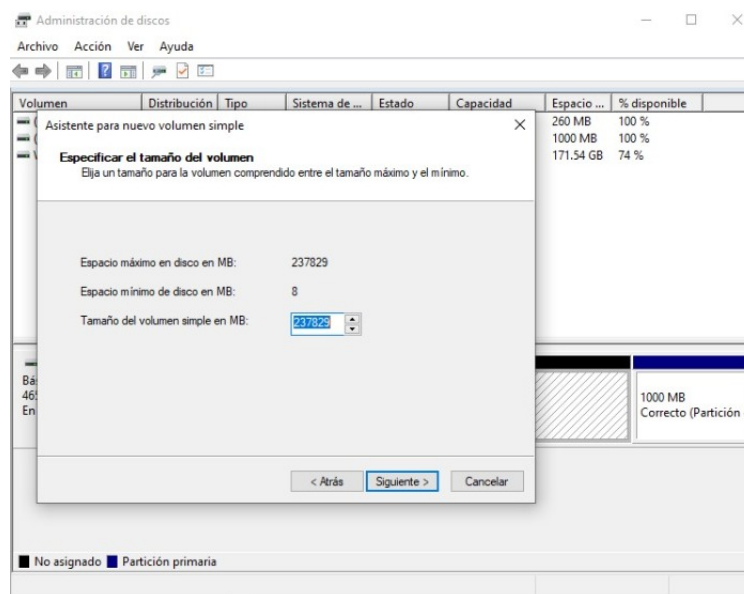 Administración de discos
Archivo Acción Ver Ayuda
Volumen Distribución Tipo Sistema de ... Estado Capacidad Espacio ... % disponible
260 MB 100 %
1000 MB 100 %
171.54 GB 74 %
Asistente para nuevo volumen simple
Especificar el tamaño del volumen
Elija un tamaño para la volumen comprendido entre el tamaño máximo y el mínimo.
Espacio máximo en disco en MB: 237829
Espacio mínimo de disco en MB: 8
Tamaño del volumen simple en MB: 237829
< Atrás Siguiente > Cancelar
Bá
465
En
1000 MB
Correcto (Partición
No asignado Partición primaria